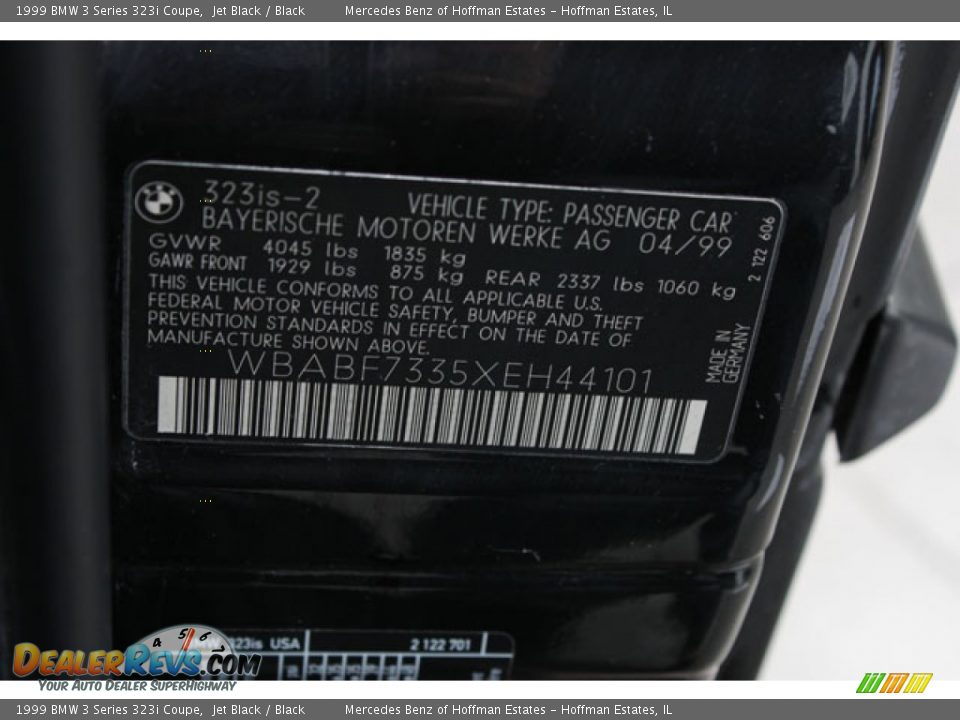 1999 BMW 3 Series 323i Coupe, Jet Black / Black Mercedes Benz of Hoffman Estates - Hoffman Estates, IL
323is-2 VEHICLE TYPE: PASSENGER CAR
BAYERISCHE MOTOREN WERKE AG 04/99
GVWR 4045 lbs 1835 kg
GAWR FRONT 1929 lbs 875 kg REAR 2337 lbs 1060 kg
THIS VEHICLE CONFORMS TO ALL APPLICABLE U.S.
FEDERAL MOTOR VEHICLE SAFETY, BUMPER AND THEFT
PREVENTION STANDARDS IN EFFECT ON THE DATE OF
MANUFACTURE SHOWN ABOVE.
2 122 606
MADE IN
GERMANY
WBABF7335XEH44101
323is USA 2 122 701
4 5 6 7
DEALERREVS.COM
YOUR AUTO DEALER SUPERHIGHWAY
1999 BMW 3 Series 323i Coupe, Jet Black / Black Mercedes Benz of Hoffman Estates - Hoffman Estates, IL